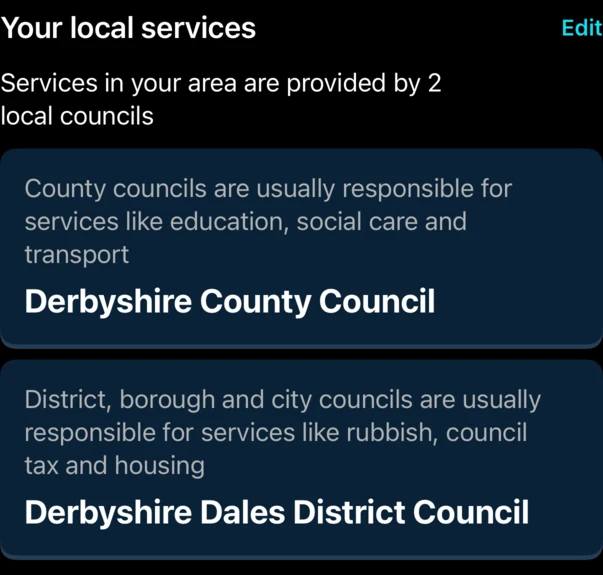 Your local services
Edit
Services in your area are provided by 2
local councils
County councils are usually responsible for
services like education, social care and
transport
Derbyshire County Council
District, borough and city councils are usually
responsible for services like rubbish, council
tax and housing
Derbyshire Dales District Council